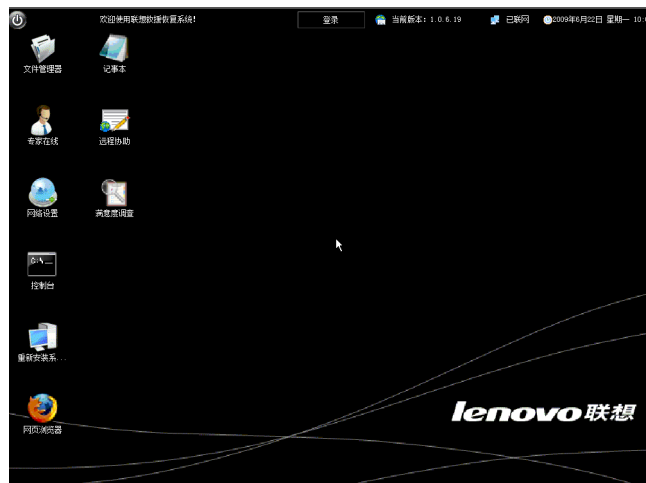 欢迎使用联想救援恢复系统!
登录
当前版本: 1.0.6.19
已联网
2009年6月22日 星期一 10:
文件管理器
记事本
专家在线
远程协助
网络设置
满意度调查
C:\_
控制台
重新安装系...
网页浏览器
lenovo联想